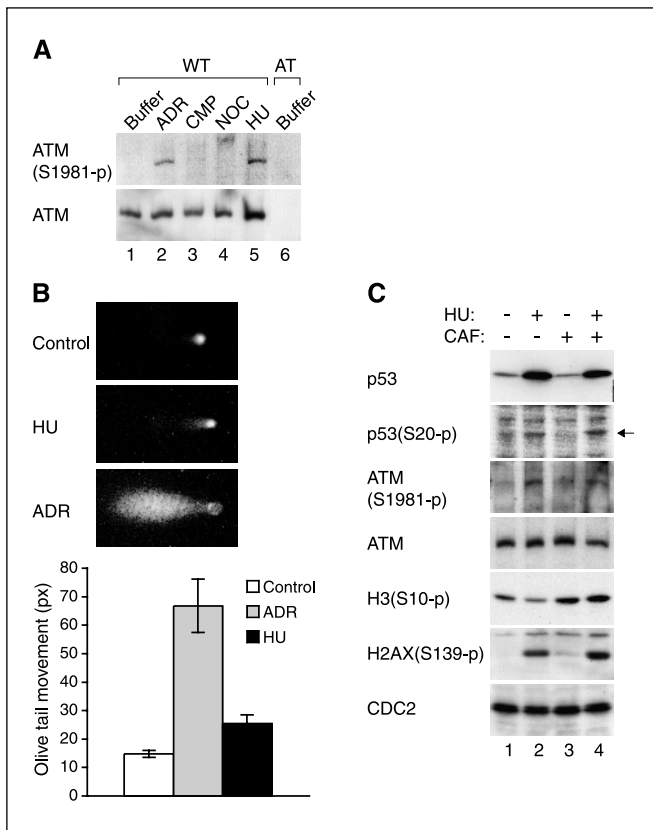 A
WT AT
Buffer ADR CMP NOC HU Buffer
ATM
(S1981-p)
ATM
1 2 3 4 5 6
B
Control
HU
ADR
Olive tail movement (px)
80
70
60
50
40
30
20
10
0
Control
ADR
HU
C
HU: - + - +
CAF: - - + +
p53
p53(S20-p)
ATM
(S1981-p)
ATM
H3(S10-p)
H2AX(S139-p)
CDC2
1 2 3 4